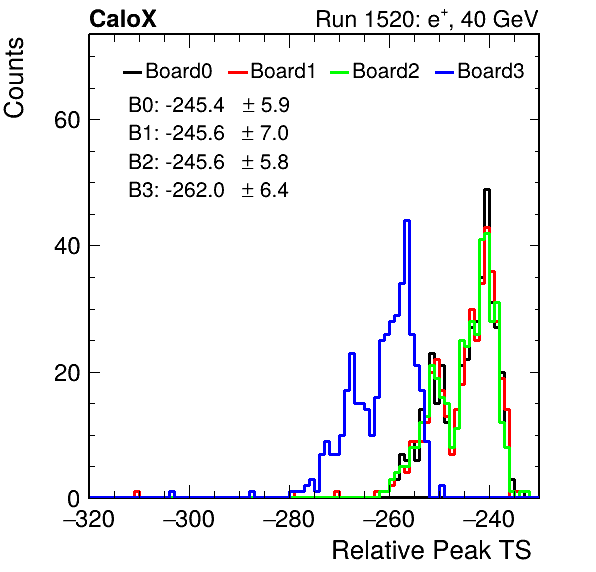 CaloX Run 1520: e+, 40 GeV
Counts
Board0 Board1 Board2 Board3
B0: -245.4 ± 5.9
B1: -245.6 ± 7.0
B2: -245.6 ± 5.8
B3: -262.0 ± 6.4
60
40
20
0
−320 −300 −280 −260 −240
Relative Peak TS